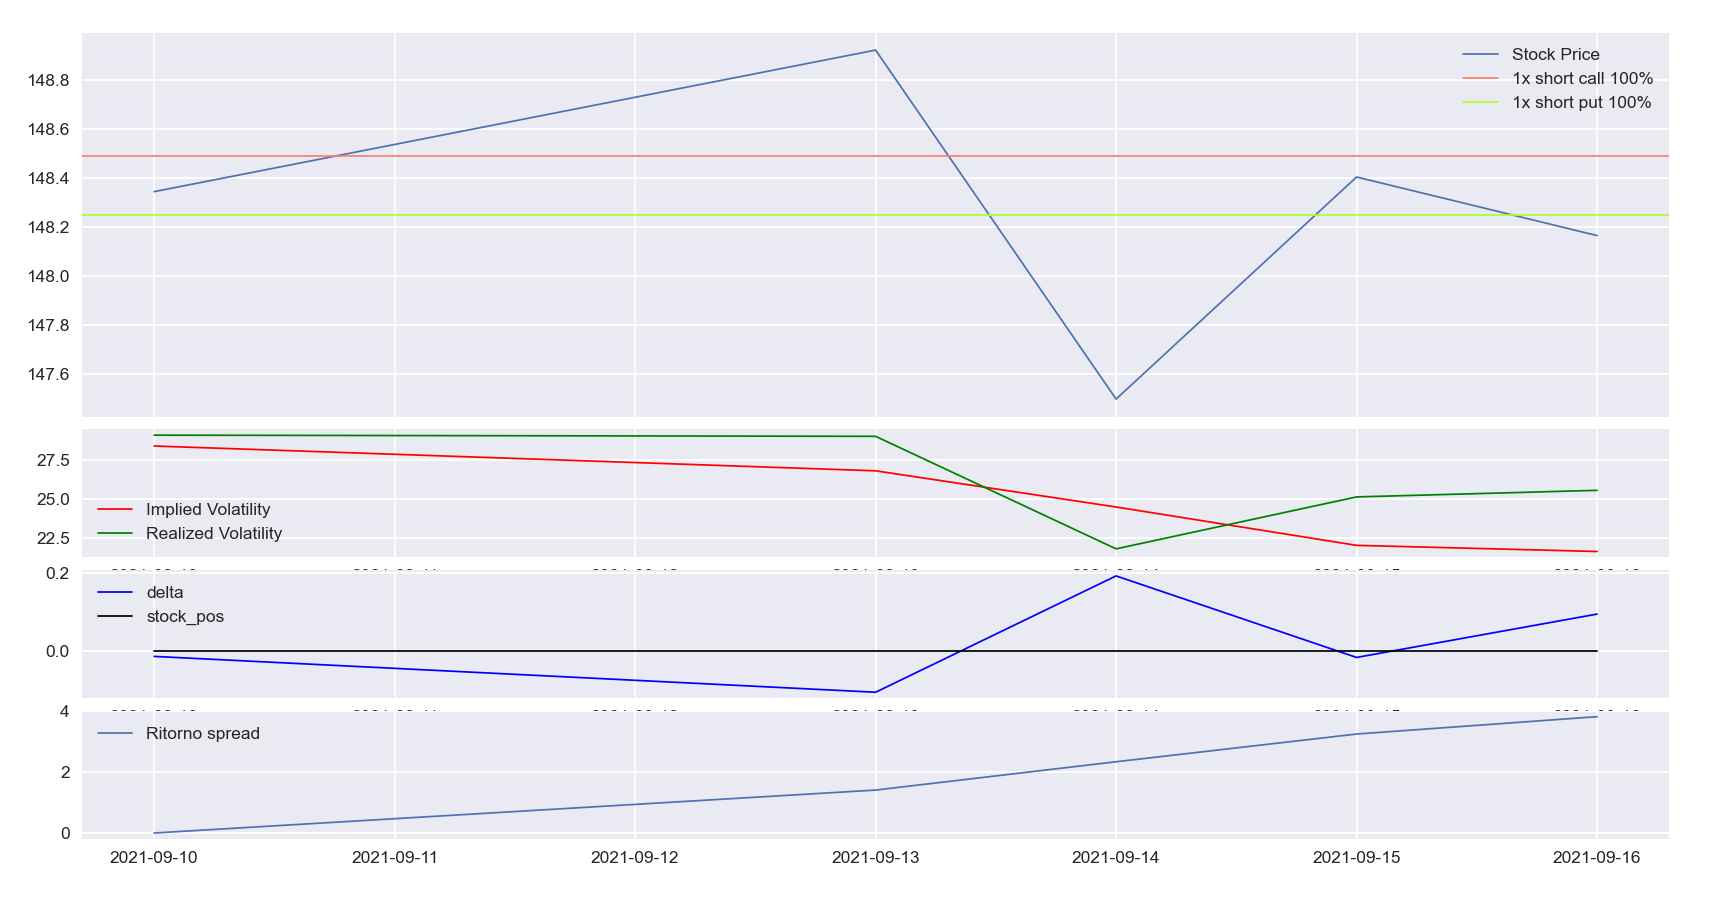 148.8
148.6
148.4
148.2
148.0
147.8
147.6
Stock Price
1x short call 100%
1x short put 100%
27.5
25.0
22.5
Implied Volatility
Realized Volatility
0.2
0.0
delta
stock_pos
4
2
0
Ritorno spread
2021-09-10 2021-09-11 2021-09-12 2021-09-13 2021-09-14 2021-09-15 2021-09-16